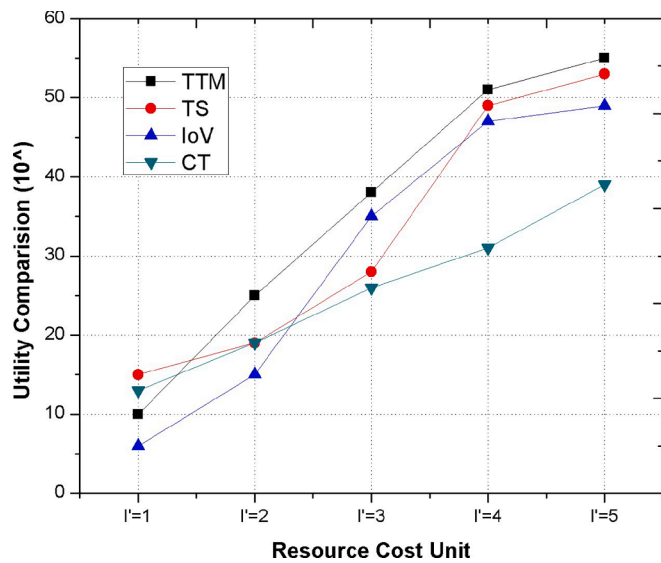 60
50
40
30
20
10
0
Utility Comparision (10^)
TTM
TS
IoV
CT
I'=1 I'=2 I'=3 I'=4 I'=5
Resource Cost Unit